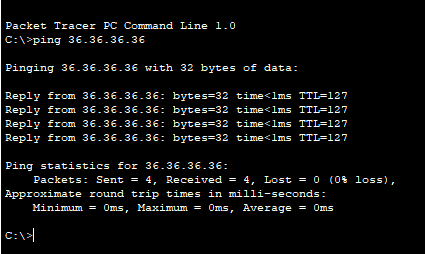 Packet Tracer PC Command Line 1.0
C:\>ping 36.36.36.36
Pinging 36.36.36.36 with 32 bytes of data:
Reply from 36.36.36.36: bytes=32 time<1ms TTL=127
Reply from 36.36.36.36: bytes=32 time<1ms TTL=127
Reply from 36.36.36.36: bytes=32 time<1ms TTL=127
Reply from 36.36.36.36: bytes=32 time<1ms TTL=127
Ping statistics for 36.36.36.36:
Packets: Sent = 4, Received = 4, Lost = 0 (0% loss),
Approximate round trip times in milli-seconds:
Minimum = 0ms, Maximum = 0ms, Average = 0ms
C:\>